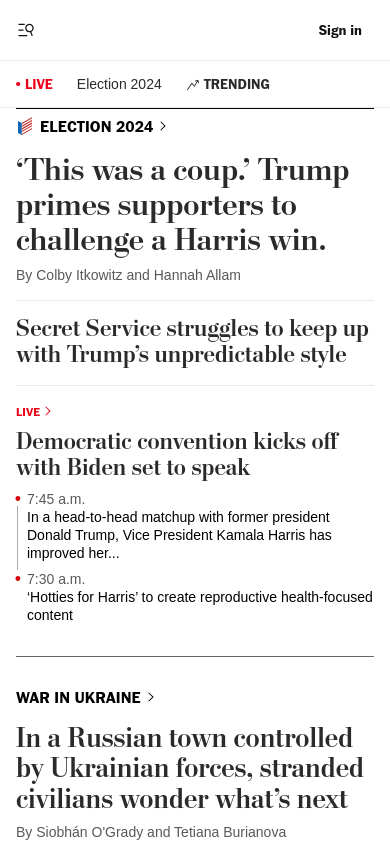 Sign in
LIVE
Election 2024
TRENDING
ELECTION 2024
‘This was a coup.’ Trump
primes supporters to
challenge a Harris win.
By Colby Itkowitz and Hannah Allam
Secret Service struggles to keep up
with Trump’s unpredictable style
LIVE
Democratic convention kicks off
with Biden set to speak
7:45 a.m.
In a head-to-head matchup with former president
Donald Trump, Vice President Kamala Harris has
improved her...
7:30 a.m.
‘Hotties for Harris’ to create reproductive health-focused
content
WAR IN UKRAINE
In a Russian town controlled
by Ukrainian forces, stranded
civilians wonder what’s next
By Siobhán O'Grady and Tetiana Burianova